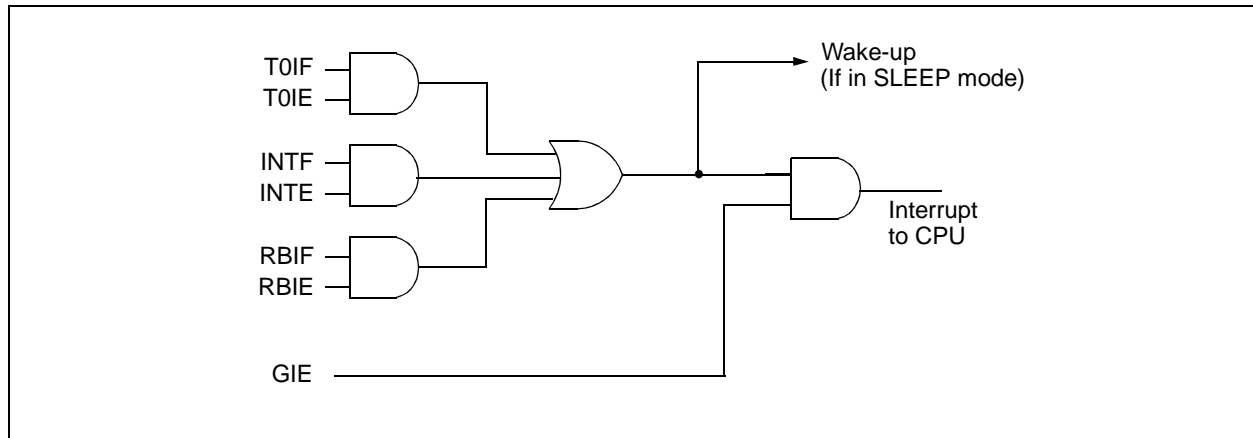 Wake-up
(If in SLEEP mode)
T0IF
T0IE
INTF
INTE
Interrupt
to CPU
RBIF
RBIE
GIE